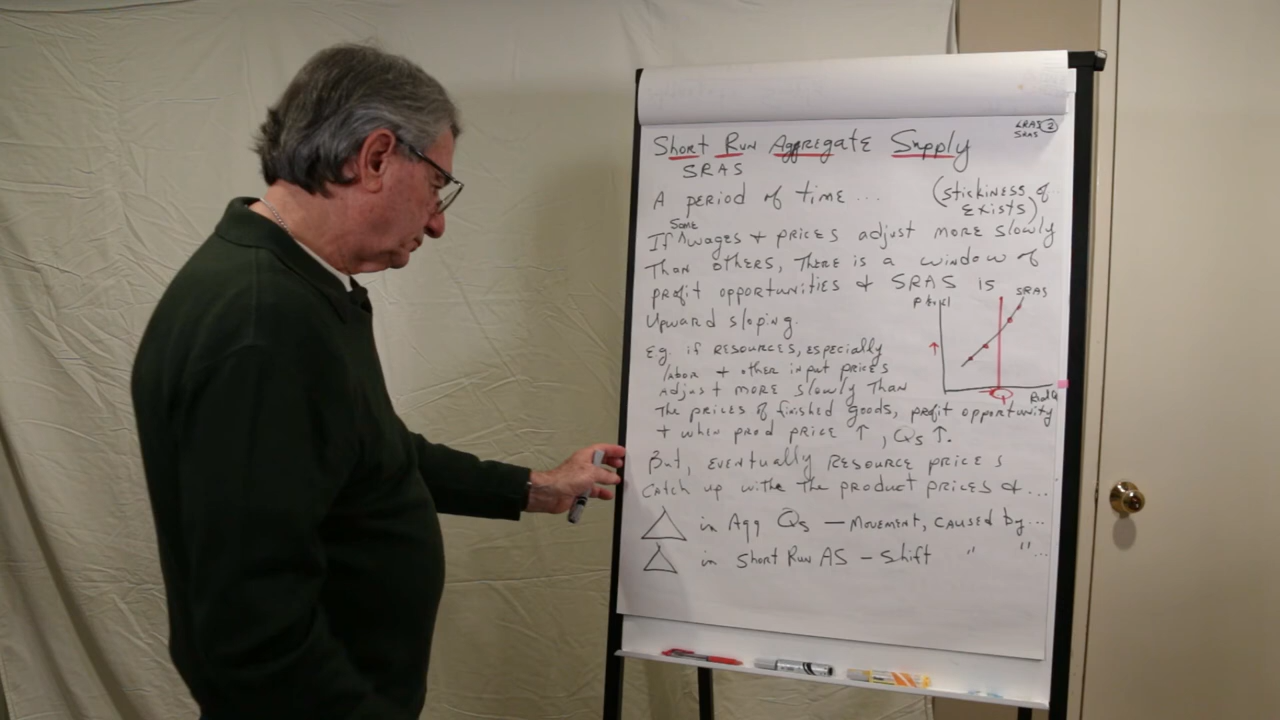 LRAS 2
SRAS
Short Run Aggregate Supply
SRAS
A period of time ... (stickiness of
exists)
Some
If ^ wages + prices adjust more slowly
Than others, There is a window of
profit opportunities + SRAS is
Upward sloping.
P
SRAS
Eg. if resources, especially
labor + other input prices
Adjust more slowly Than
The prices of finished goods, profit opportunity
+ when prod price ↑, Qs ↑.
Q
But, eventually Resource prices
Catch up with The product prices + ...
△ in Agg Qs — Movement, caused by...
△ in Short Run AS — Shift " " ...